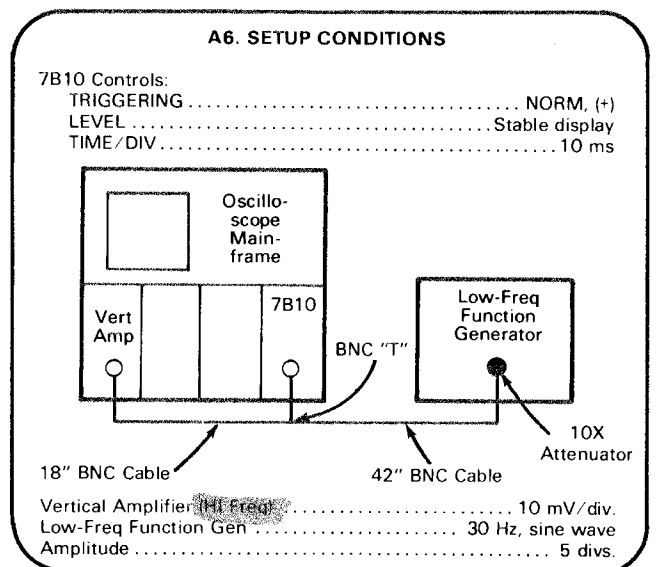 A6. SETUP CONDITIONS
7B10 Controls:
TRIGGERING .......................................... NORM, (+)
LEVEL ............................................ Stable display
TIME/DIV .................................................. 10 ms
Oscillo-
scope
Main-
frame
Vert
Amp
7B10
Low-Freq
Function
Generator
BNC "T"
10X
Attenuator
18" BNC Cable
42" BNC Cable
Vertical Amplifier (HI Freq) ............................ 10 mV/div.
Low-Freq Function Gen ...................... 30 Hz, sine wave
Amplitude ................................................. 5 divs.